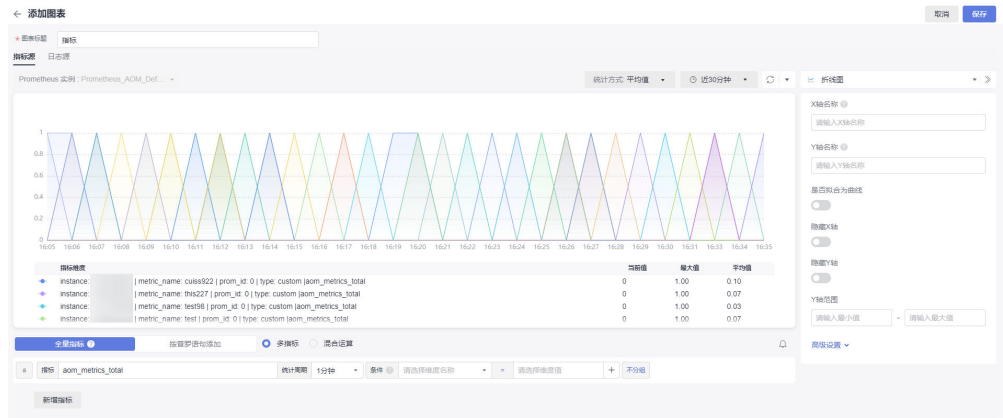 ← 添加图表 取消 保存
* 图表标题 指标
指标源 日志源
Prometheus 实例 : Prometheus_AOM_Def... 统计方式: 平均值 近30分钟 折线图
X轴名称
请输入X轴名称
Y轴名称
请输入Y轴名称
是否拟合为曲线
隐藏X轴
隐藏Y轴
Y轴范围
请输入最小值 - 请输入最大值
高级设置
1
0.8
0.6
0.4
0.2
0
16:05 16:06 16:07 16:08 16:09 16:10 16:11 16:12 16:13 16:14 16:15 16:16 16:17 16:18 16:19 16:20 16:21 16:22 16:23 16:24 16:25 16:26 16:27 16:28 16:29 16:30 16:31 16:33 16:34 16:35
指标维度 当前值 最大值 平均值
instance: | metric_name: cuiss922 | prom_id: 0 | type: custom |aom_metrics_total 0 1.00 0.10
instance: | metric_name: this227 | prom_id: 0 | type: custom |aom_metrics_total 0 1.00 0.07
instance: | metric_name: test98 | prom_id: 0 | type: custom |aom_metrics_total 0 1.00 0.03
instance: | metric_name: test | prom_id: 0 | type: custom |aom_metrics_total 0 1.00 0.07
全量指标 按普罗语句添加 多指标 混合运算
a 指标 aom_metrics_total 统计周期 1分钟 条件 请选择维度名称 = 请选择维度值 + 不分组
新增指标